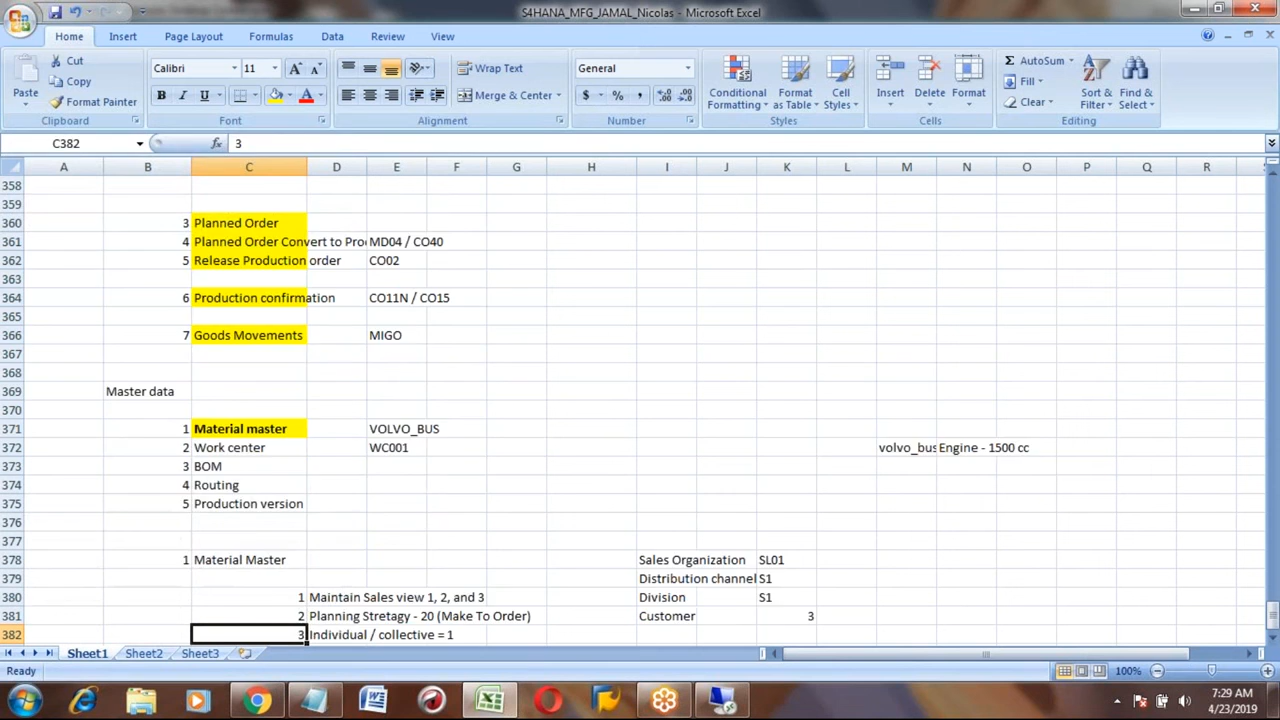 S4HANA_MFG_JAMAL_Nicolas - Microsoft Excel
Home Insert Page Layout Formulas Data Review View
Paste Cut Copy Format Painter Clipboard
Calibri 11 B I U Font
Wrap Text Merge & Center Alignment
General $ % , Number
Conditional Formatting Format as Table Cell Styles Styles
Insert Delete Format Cells
AutoSum Fill Clear Sort & Filter Find & Select Editing
C382 fx 3
A B C D E F G H I J K L M N O P Q R
358
359
360 3 Planned Order
361 4 Planned Order Convert to Pro MD04 / CO40
362 5 Release Production order CO02
363
364 6 Production confirmation CO11N / CO15
365
366 7 Goods Movements MIGO
367
368
369 Master data
370
371 1 Material master VOLVO_BUS
372 2 Work center WC001 volvo_bus Engine - 1500 cc
373 3 BOM
374 4 Routing
375 5 Production version
376
377
378 1 Material Master Sales Organization SL01
379 Distribution channel S1
380 1 Maintain Sales view 1, 2, and 3 Division S1
381 2 Planning Stretagy - 20 (Make To Order) Customer 3
382 3 Individual / collective = 1
Sheet1 Sheet2 Sheet3
Ready 100%
7:29 AM
4/23/2019